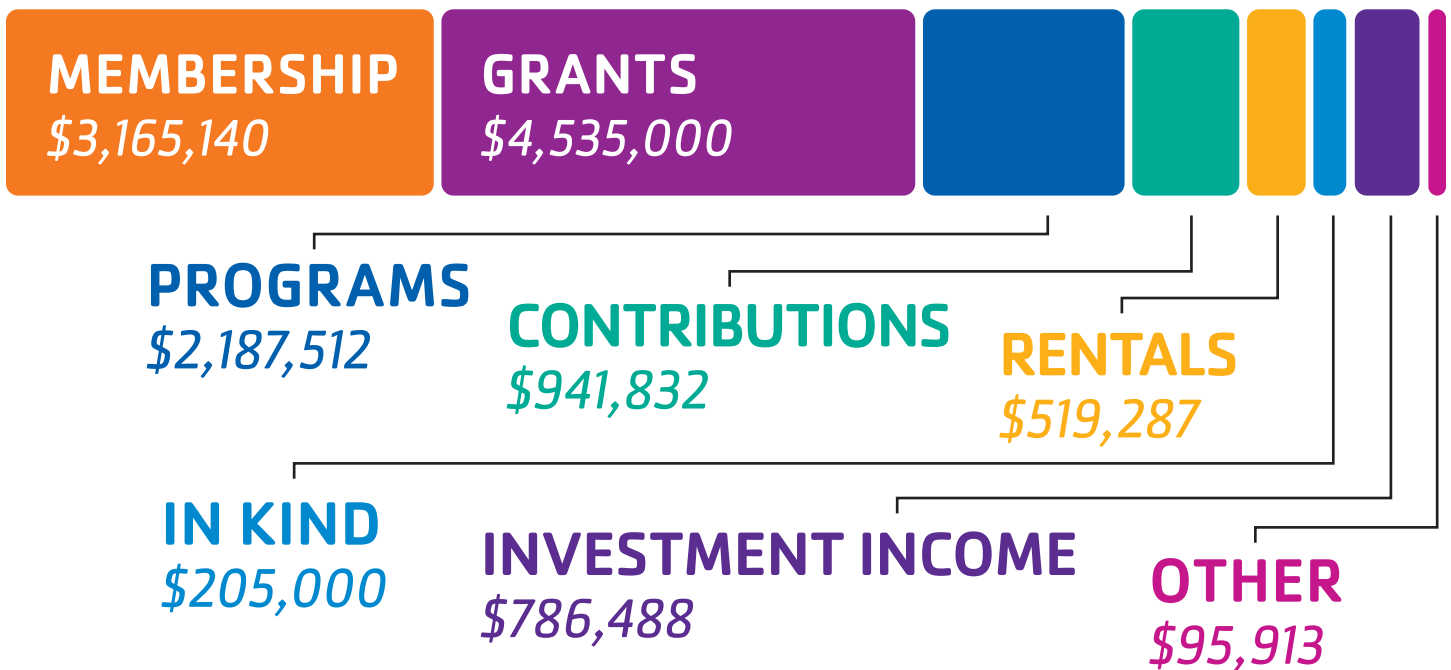 MEMBERSHIP
$3,165,140
GRANTS
$4,535,000
PROGRAMS
$2,187,512
CONTRIBUTIONS
$941,832
RENTALS
$519,287
IN KIND
$205,000
INVESTMENT INCOME
$786,488
OTHER
$95,913